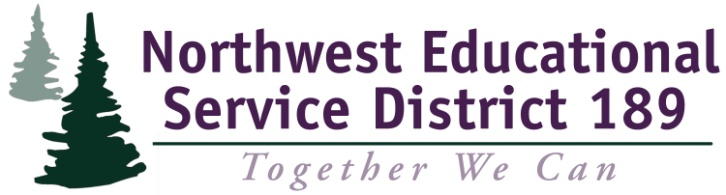 Northwest Educational
Service District 189
Together We Can